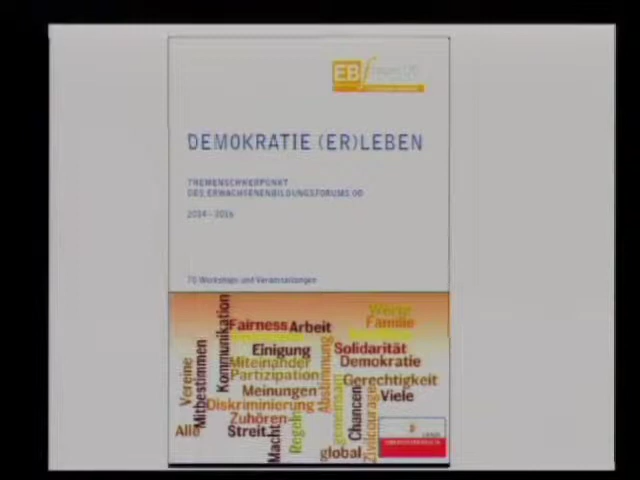 EB
DEMOKRATIE (ER)LEBEN
THEMENSCHWERPUNKT
DES ERWACHSENENBILDUNGSFORUMS OÖ
2014 - 2016
70 Workshops und Veranstaltungen
Kommunikation
Werte
Fairness Arbeit
Familie
Einigung
Solidarität
Miteinander
Demokratie
Partizipation
Gerechtigkeit
Vereine
Mitbestimmen
Meinungen
Abstimmung
Viele
Diskriminierung
gemeinsam
Chancen
Zivilcourage
Zuhören
Alle
Streit
Macht
Regeln
global